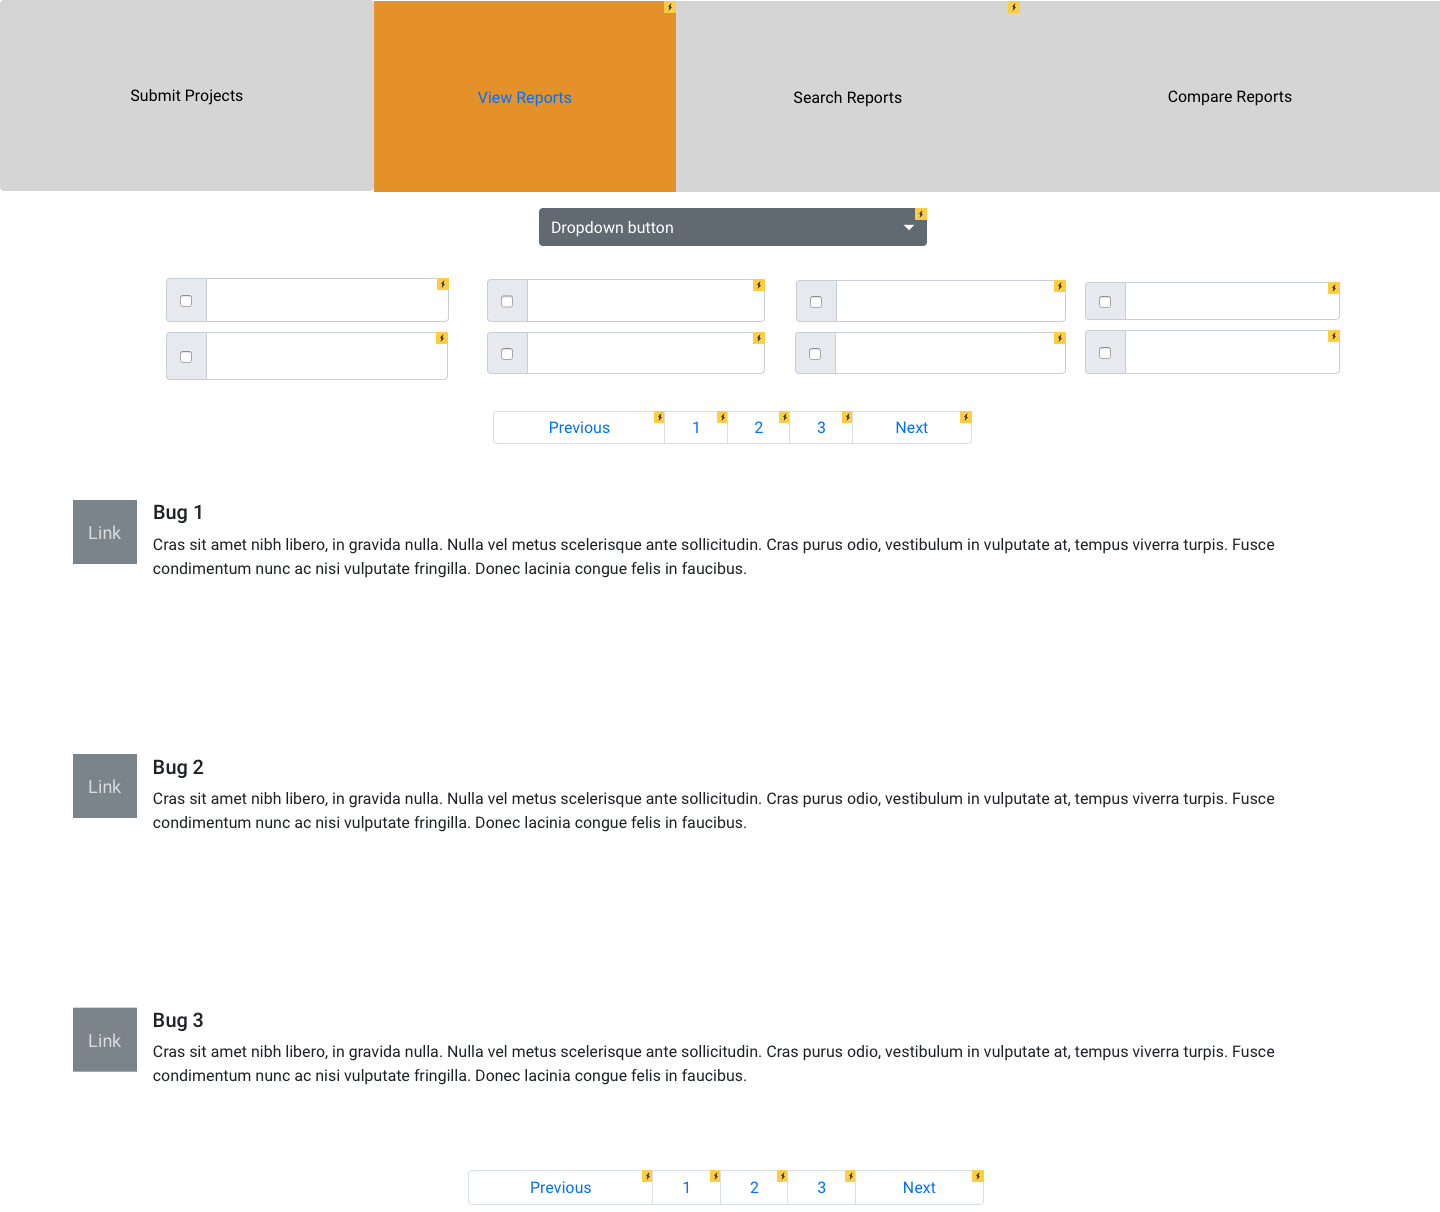 Submit Projects
View Reports
Search Reports
Compare Reports
Dropdown button
Previous 1 2 3 Next
Link
Bug 1
Cras sit amet nibh libero, in gravida nulla. Nulla vel metus scelerisque ante sollicitudin. Cras purus odio, vestibulum in vulputate at, tempus viverra turpis. Fusce
condimentum nunc ac nisi vulputate fringilla. Donec lacinia congue felis in faucibus.
Link
Bug 2
Cras sit amet nibh libero, in gravida nulla. Nulla vel metus scelerisque ante sollicitudin. Cras purus odio, vestibulum in vulputate at, tempus viverra turpis. Fusce
condimentum nunc ac nisi vulputate fringilla. Donec lacinia congue felis in faucibus.
Link
Bug 3
Cras sit amet nibh libero, in gravida nulla. Nulla vel metus scelerisque ante sollicitudin. Cras purus odio, vestibulum in vulputate at, tempus viverra turpis. Fusce
condimentum nunc ac nisi vulputate fringilla. Donec lacinia congue felis in faucibus.
Previous 1 2 3 Next